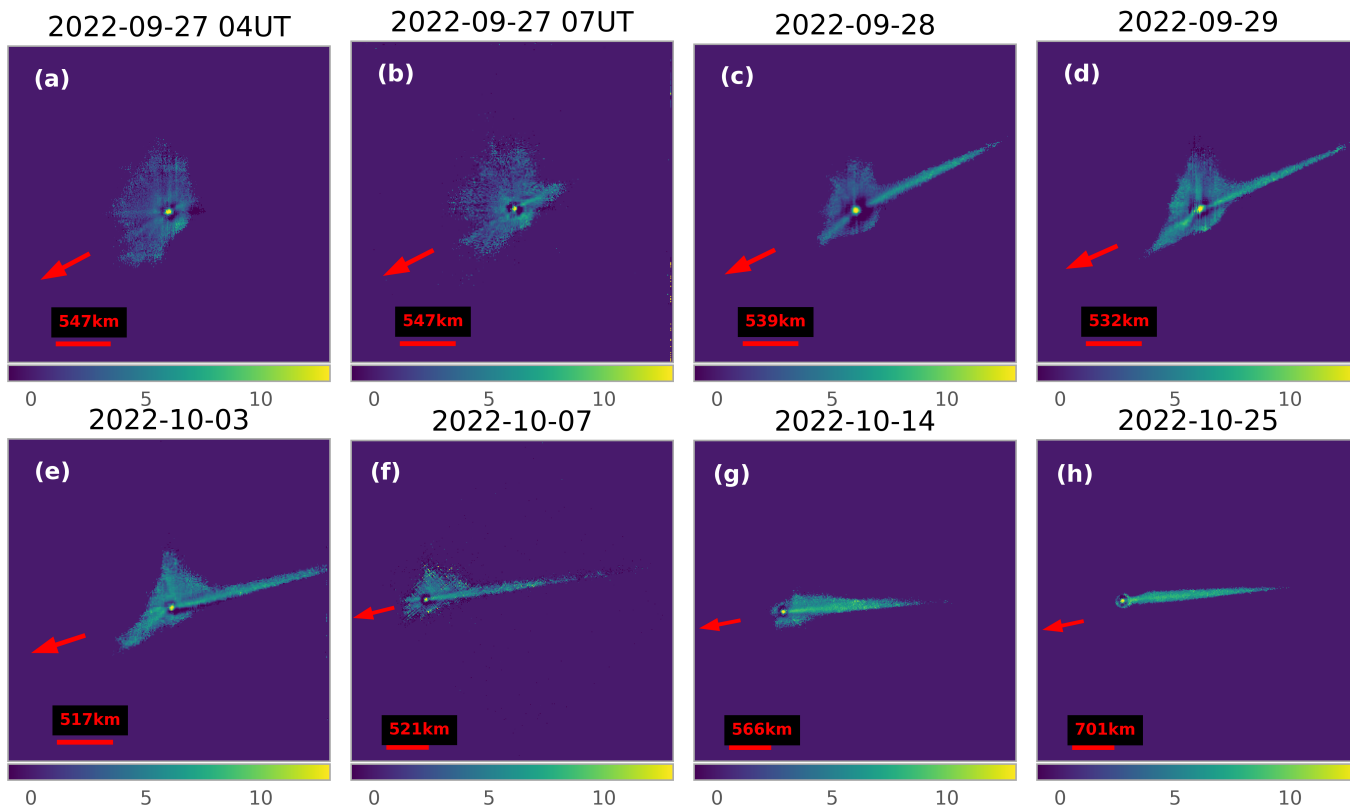 2022-09-27 04UT
2022-09-27 07UT
2022-09-28
2022-09-29
(a)
(b)
(c)
(d)
547km
547km
539km
532km
0 5 10
0 5 10
0 5 10
0 5 10
2022-10-03
2022-10-07
2022-10-14
2022-10-25
(e)
(f)
(g)
(h)
517km
521km
566km
701km
0 5 10
0 5 10
0 5 10
0 5 10